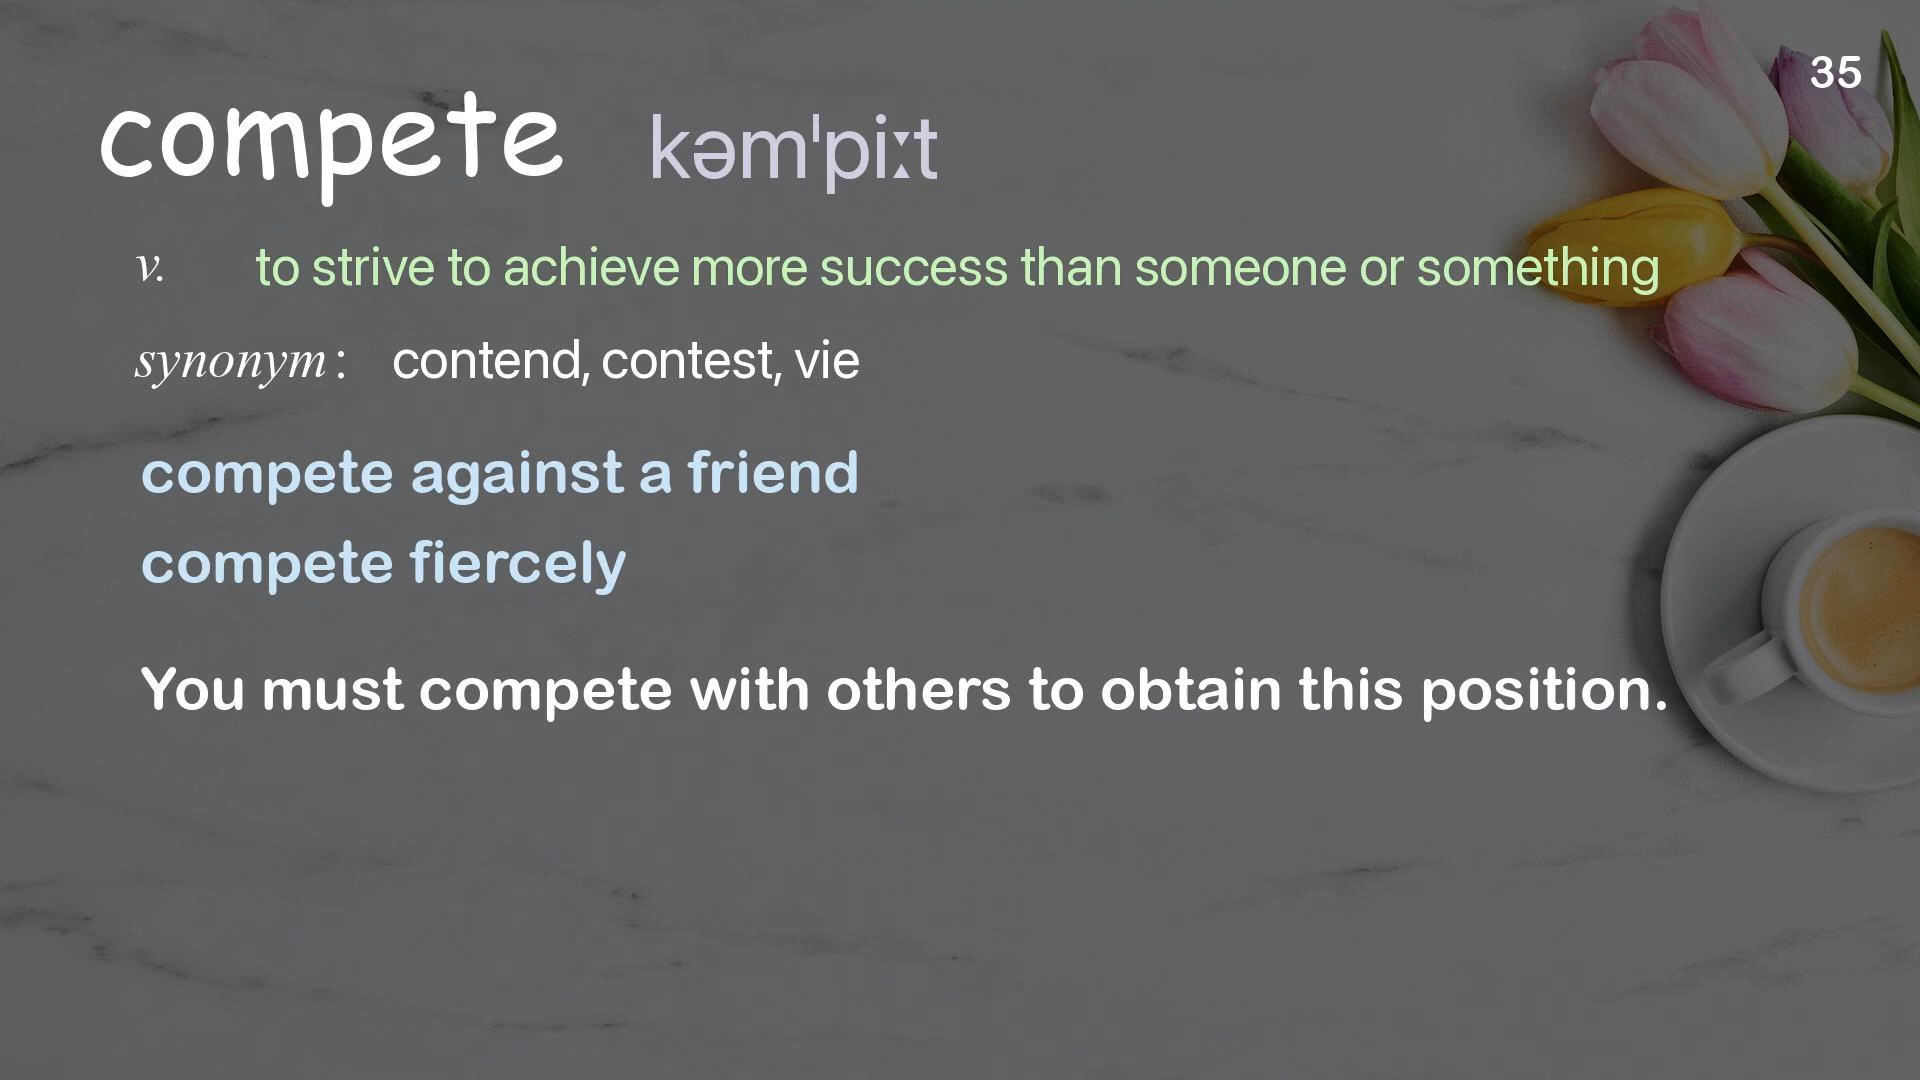 35
compete kəmˈpiːt
v. to strive to achieve more success than someone or something
synonym : contend, contest, vie
compete against a friend
compete fiercely
You must compete with others to obtain this position.